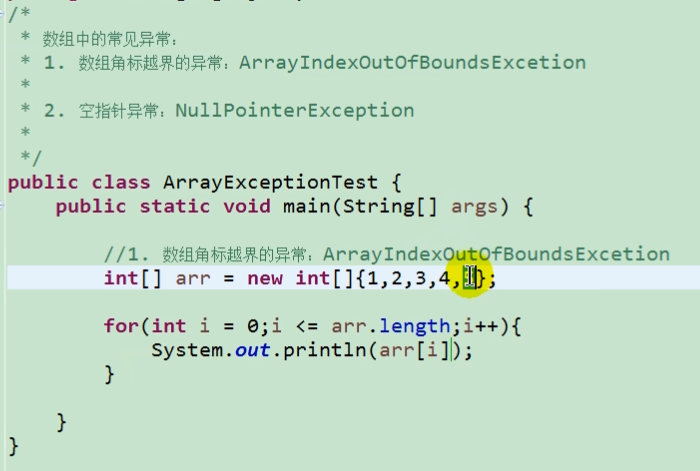 /*
 * 数组中的常见异常:
 * 1. 数组角标越界的异常: ArrayIndexOutOfBoundsExcetion
 *
 * 2. 空指针异常: NullPointerException
 *
 */
public class ArrayExceptionTest {
public static void main(String[] args) {
//1. 数组角标越界的异常: ArrayIndexOutOfBoundsExcetion
int[] arr = new int[]{1,2,3,4,};
for(int i = 0;i <= arr.length;i++){
System.out.println(arr[i]);
}
}
}